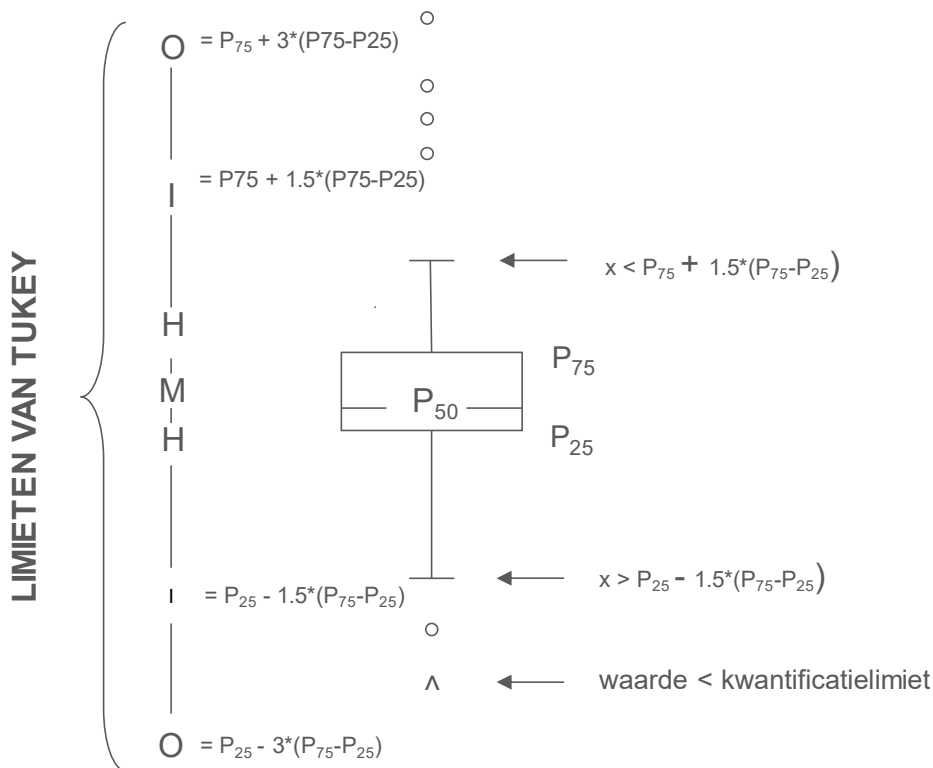 LIMIETEN VAN TUKEY
O = P75 + 3*(P75-P25)
I = P75 + 1.5*(P75-P25)
H
M
H
I = P25 - 1.5*(P75-P25)
O = P25 - 3*(P75-P25)
x < P75 + 1.5*(P75-P25)
P75
P50
P25
x > P25 - 1.5*(P75-P25)
^ waarde < kwantificatielimiet